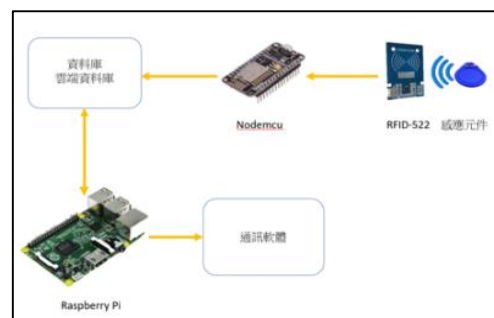 資料庫
雲端資料庫
Nodemcu
RFID-522 感應元件
通訊軟體
Raspberry Pi